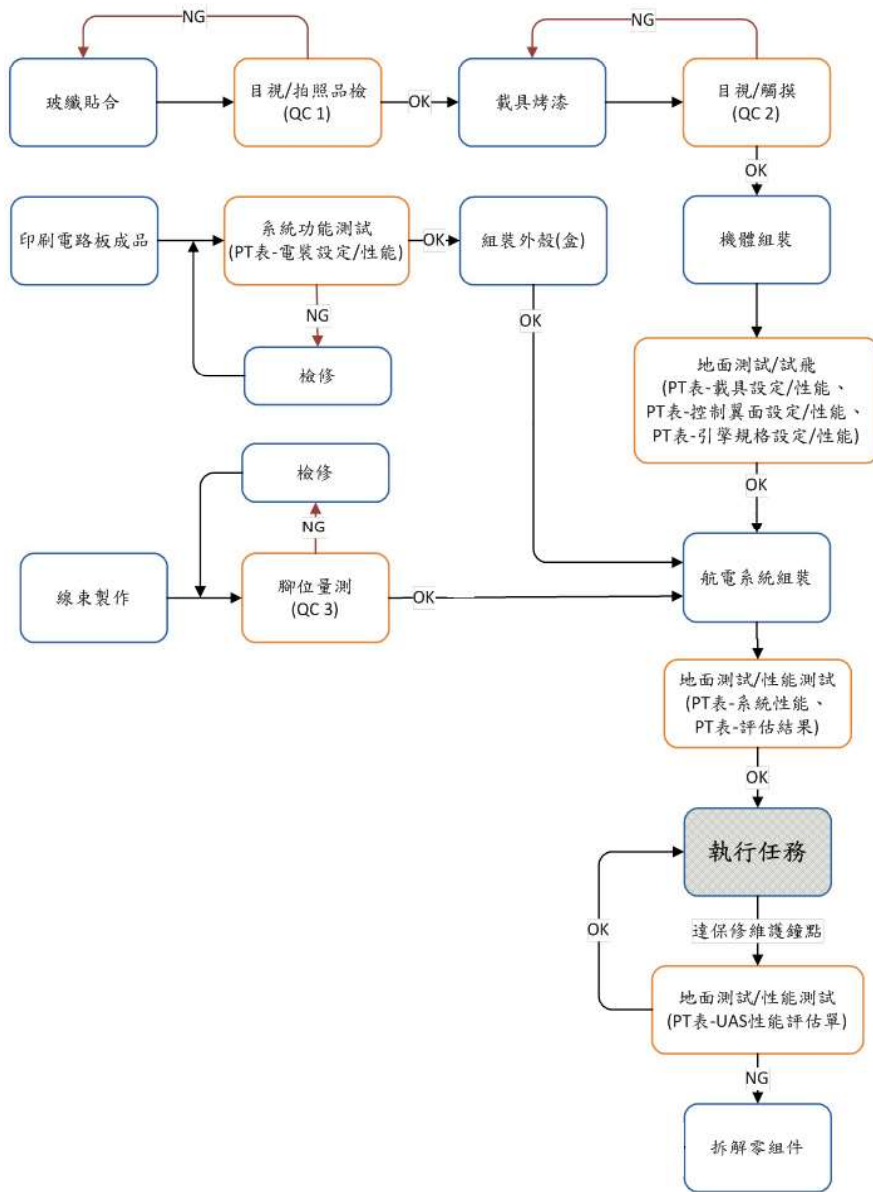 NG
NG
玻纖貼合
目視/拍照品檢
(QC 1)
OK
載具烤漆
目視/觸摸
(QC 2)
OK
印刷電路板成品
系統功能測試
(PT表-電裝設定/性能)
OK
組裝外殼(盒)
機體組裝
NG
OK
檢修
地面測試/試飛
(PT表-載具設定/性能、
PT表-控制翼面設定/性能、
PT表-引擎規格設定/性能)
檢修
OK
NG
線束製作
腳位量測
(QC 3)
OK
航電系統組裝
地面測試/性能測試
(PT表-系統性能、
PT表-評估結果)
OK
執行任務
OK
達保修維護鐘點
地面測試/性能測試
(PT表-UAS性能評估單)
NG
拆解零組件